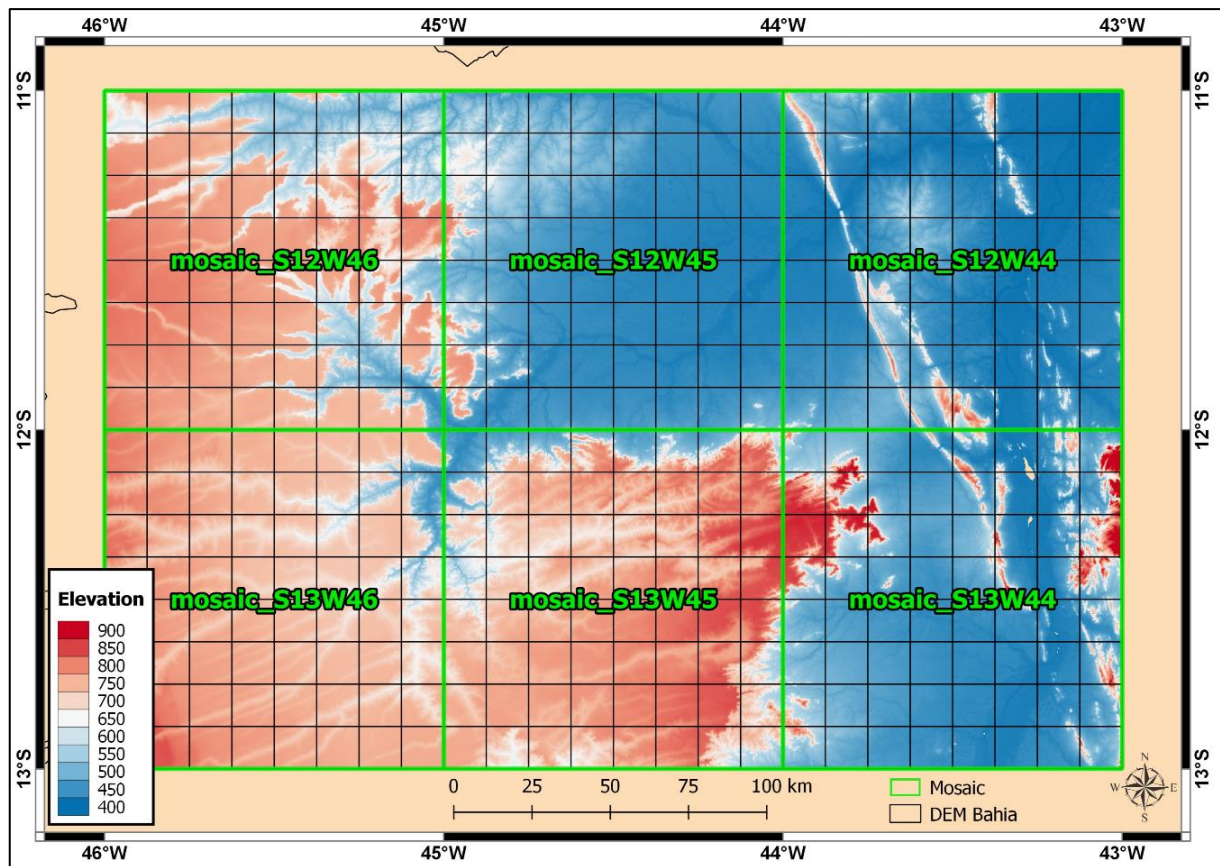 46°W 45°W 44°W 43°W
11°S 11°S
mosaic_S12W46 mosaic_S12W45 mosaic_S12W44
12°S 12°S
mosaic_S13W46 mosaic_S13W45 mosaic_S13W44
Elevation
900
850
800
750
700
650
600
550
500
450
400
0 25 50 75 100 km
Mosaic
DEM Bahia
N
W E
S
13°S 13°S
46°W 45°W 44°W 43°W